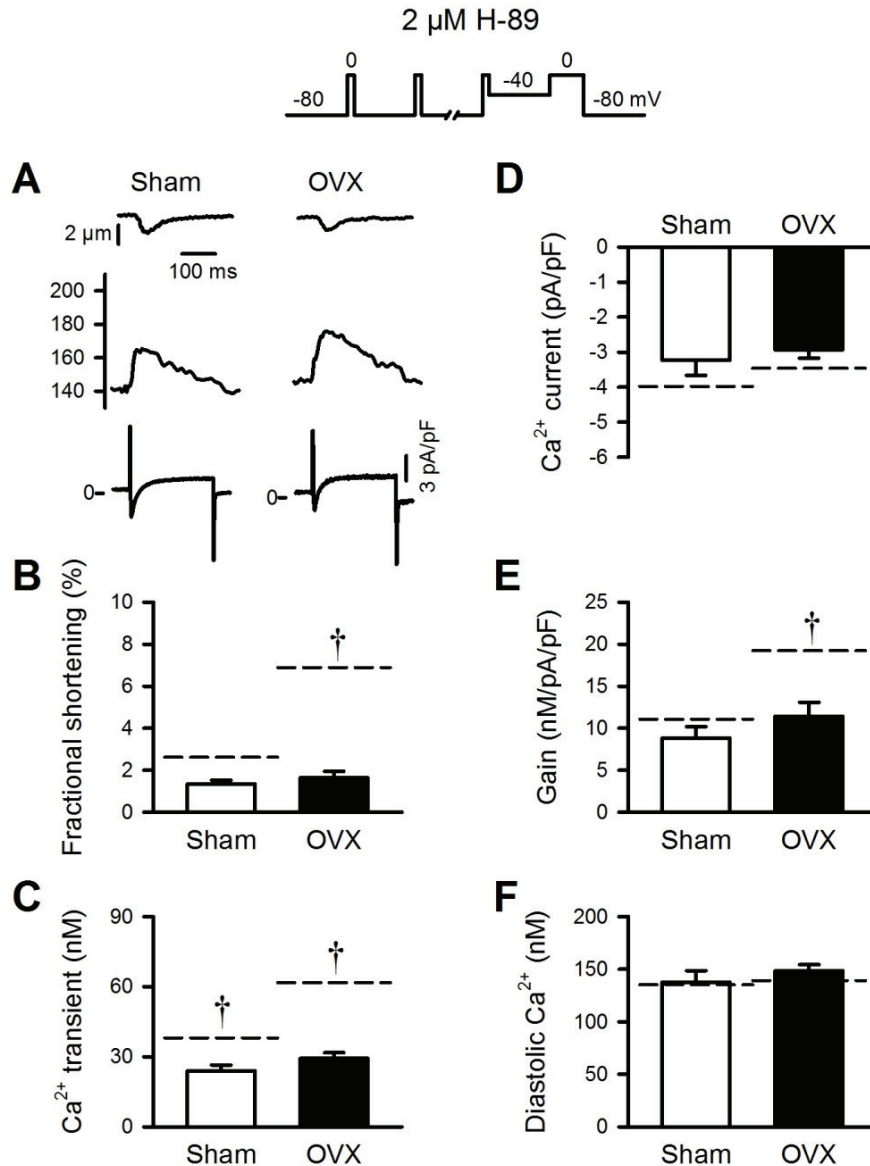 2 µM H-89
0 0
-40
-80 -80 mV
A
Sham OVX
2 µm
100 ms
200
180
160
140
0
0
3 pA/pF
B
Fractional shortening (%)
10
8
6
4
2
0
†
Sham OVX
C
Ca²⁺ transient (nM)
90
60
30
0
† †
Sham OVX
D
Sham OVX
Ca²⁺ current (pA/pF)
0
-1
-2
-3
-4
-5
-6
E
Gain (nM/pA/pF)
25
20
15
10
5
0
†
Sham OVX
F
Diastolic Ca²⁺ (nM)
200
150
100
50
0
Sham OVX